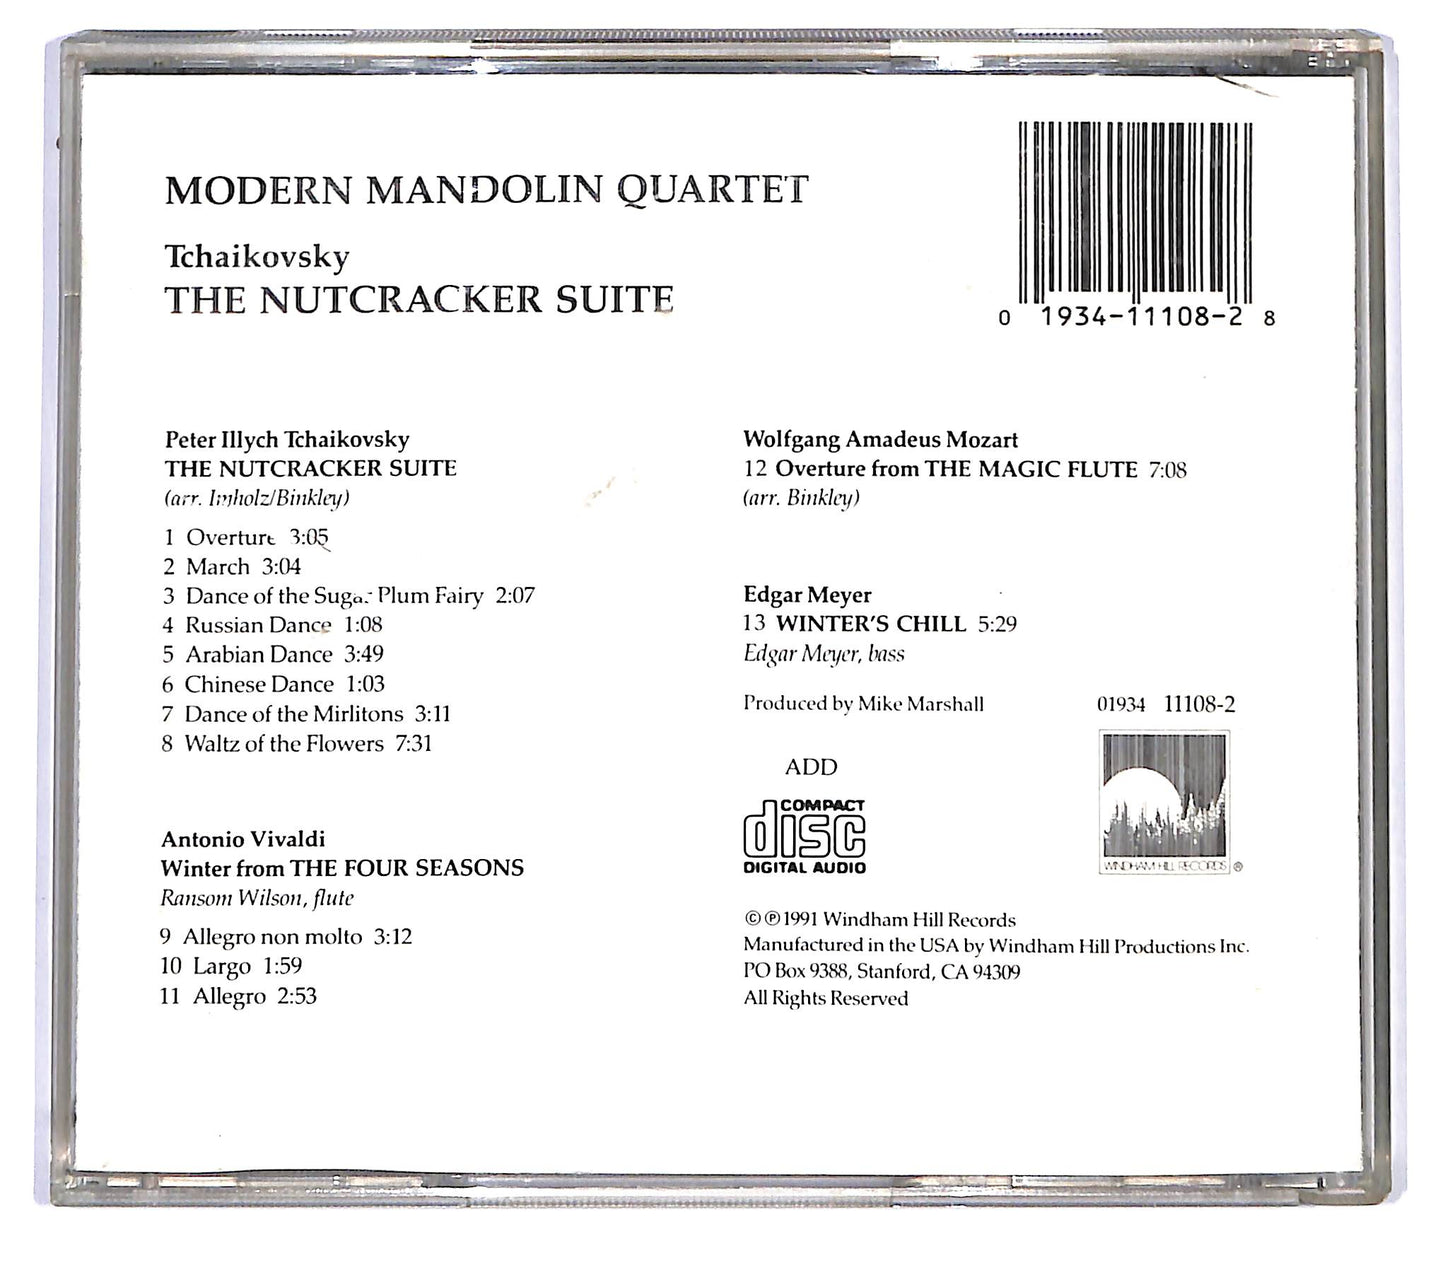 MODERN MANDOLIN QUARTET
Tchaikovsky
THE NUTCRACKER SUITE
0 1934-11108-2 8
Peter Illych Tchaikovsky
THE NUTCRACKER SUITE
(arr. Imholz/Binkley)
1 Overture 3:05
2 March 3:04
3 Dance of the Sugar Plum Fairy 2:07
4 Russian Dance 1:08
5 Arabian Dance 3:49
6 Chinese Dance 1:03
7 Dance of the Mirlitons 3:11
8 Waltz of the Flowers 7:31
Antonio Vivaldi
Winter from THE FOUR SEASONS
Ransom Wilson, flute
9 Allegro non molto 3:12
10 Largo 1:59
11 Allegro 2:53
Wolfgang Amadeus Mozart
12 Overture from THE MAGIC FLUTE 7:08
(arr. Binkley)
Edgar Meyer
13 WINTER'S CHILL 5:29
Edgar Meyer, bass
Produced by Mike Marshall
01934 11108-2
ADD
COMPACT
disc
DIGITAL AUDIO
WINDHAM HILL RECORDS ®
©℗1991 Windham Hill Records
Manufactured in the USA by Windham Hill Productions Inc.
PO Box 9388, Stanford, CA 94309
All Rights Reserved